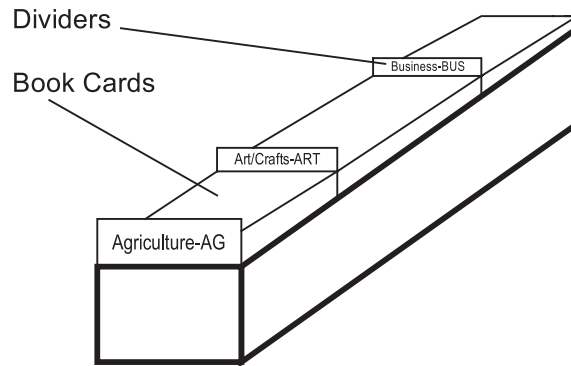 Dividers
Business-BUS
Book Cards
Art/Crafts-ART
Agriculture-AG